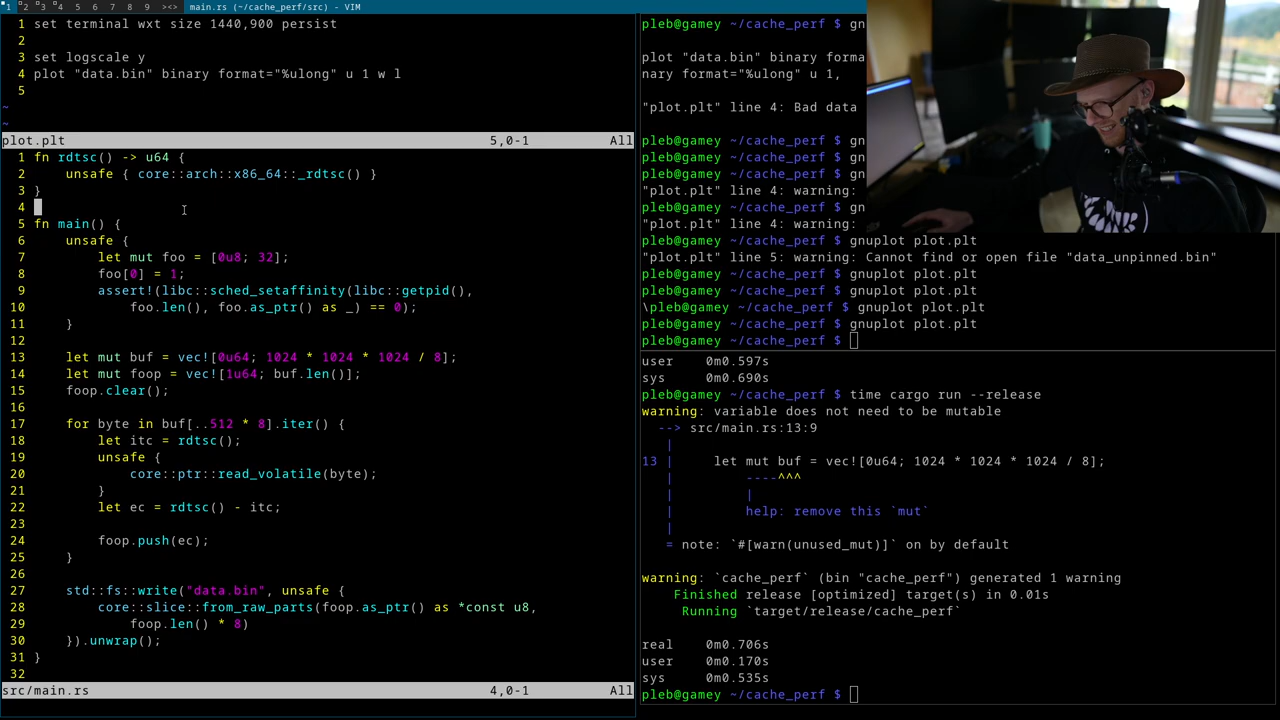 1 2 3 4 5 6 7 8 9 ><> main.rs (~/cache_perf/src) - VIM
1 set terminal wxt size 1440,900 persist
2
3 set logscale y
4 plot "data.bin" binary format="%ulong" u 1 w l
5
~
~
plot.plt 5,0-1 All
1 fn rdtsc() -> u64 {
2 unsafe { core::arch::x86_64::_rdtsc() }
3 }
4
5 fn main() {
6 unsafe {
7 let mut foo = [0u8; 32];
8 foo[0] = 1;
9 assert!(libc::sched_setaffinity(libc::getpid(),
10 foo.len(), foo.as_ptr() as _) == 0);
11 }
12
13 let mut buf = vec![0u64; 1024 * 1024 * 1024 / 8];
14 let mut foop = vec![1u64; buf.len()];
15 foop.clear();
16
17 for byte in buf[..512 * 8].iter() {
18 let itc = rdtsc();
19 unsafe {
20 core::ptr::read_volatile(byte);
21 }
22 let ec = rdtsc() - itc;
23
24 foop.push(ec);
25 }
26
27 std::fs::write("data.bin", unsafe {
28 core::slice::from_raw_parts(foop.as_ptr() as *const u8,
29 foop.len() * 8)
30 }).unwrap();
31 }
32
src/main.rs 4,0-1 All
pleb@gamey ~/cache_perf $ gn
plot "data.bin" binary forma
nary format="%ulong" u 1,
"plot.plt" line 4: Bad data
pleb@gamey ~/cache_perf $ gn
pleb@gamey ~/cache_perf $ gn
pleb@gamey ~/cache_perf $ gn
"plot.plt" line 4: warning:
pleb@gamey ~/cache_perf $ gn
"plot.plt" line 4: warning:
pleb@gamey ~/cache_perf $ gnuplot plot.plt
"plot.plt" line 5: warning: Cannot find or open file "data_unpinned.bin"
pleb@gamey ~/cache_perf $ gnuplot plot.plt
pleb@gamey ~/cache_perf $ gnuplot plot.plt
\pleb@gamey ~/cache_perf $ gnuplot plot.plt
pleb@gamey ~/cache_perf $ gnuplot plot.plt
pleb@gamey ~/cache_perf $
user 0m0.597s
sys 0m0.690s
pleb@gamey ~/cache_perf $ time cargo run --release
warning: variable does not need to be mutable
--> src/main.rs:13:9
|
13 | let mut buf = vec![0u64; 1024 * 1024 * 1024 / 8];
| ----^^^
| |
| help: remove this `mut`
|
= note: `#[warn(unused_mut)]` on by default
warning: `cache_perf` (bin "cache_perf") generated 1 warning
Finished release [optimized] target(s) in 0.01s
Running `target/release/cache_perf`
real 0m0.706s
user 0m0.170s
sys 0m0.535s
pleb@gamey ~/cache_perf $